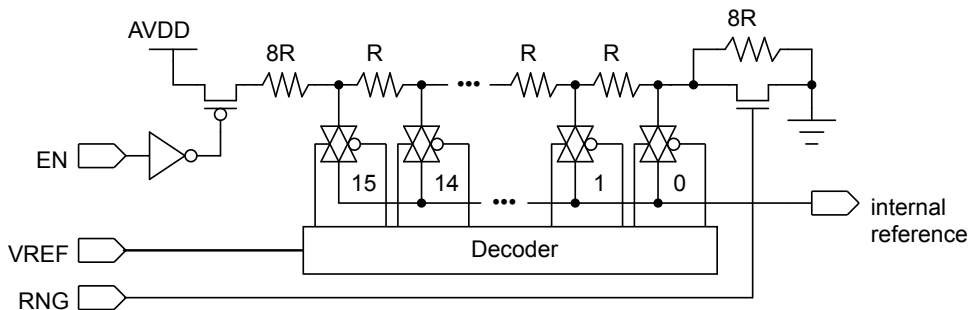 AVDD
8R
8R
R
R
R
EN
15
14
1
0
internal
reference
VREF
Decoder
RNG